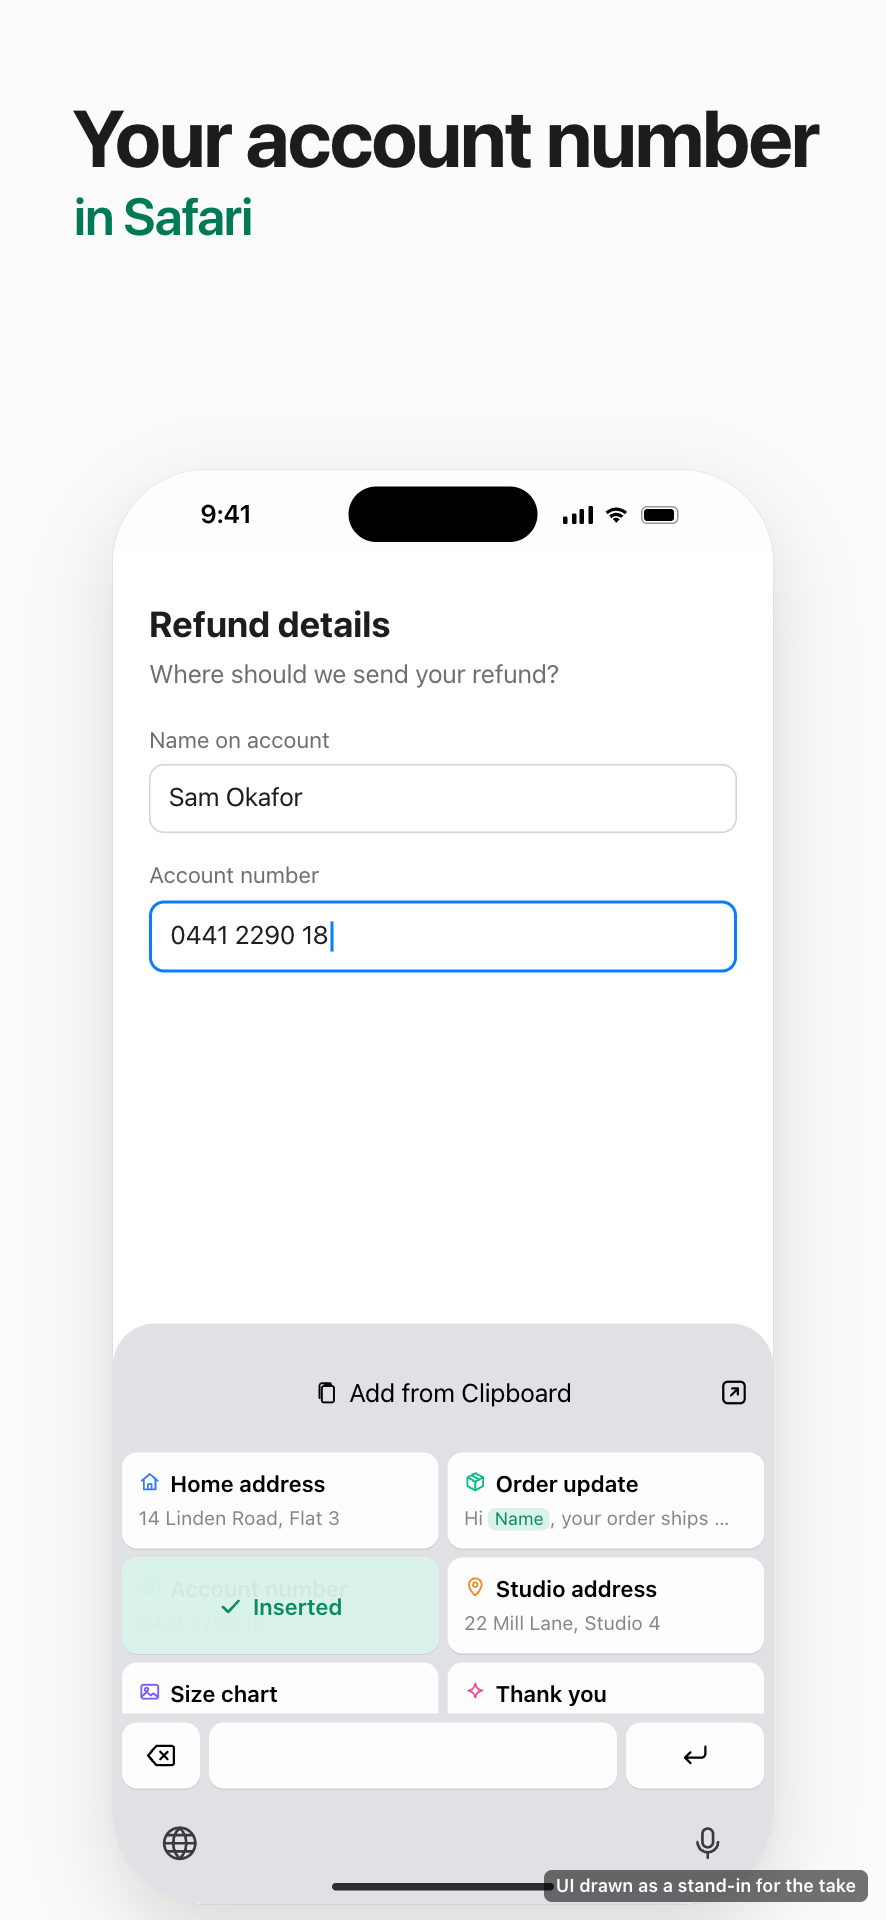 Your account number
in Safari
9:41
Refund details
Where should we send your refund?
Name on account
Sam Okafor
Account number
0441 2290 18
Add from Clipboard
Home address
14 Linden Road, Flat 3
Order update
Hi Name, your order ships ...
Account number
Inserted
Studio address
22 Mill Lane, Studio 4
Size chart
Thank you
UI drawn as a stand-in for the take